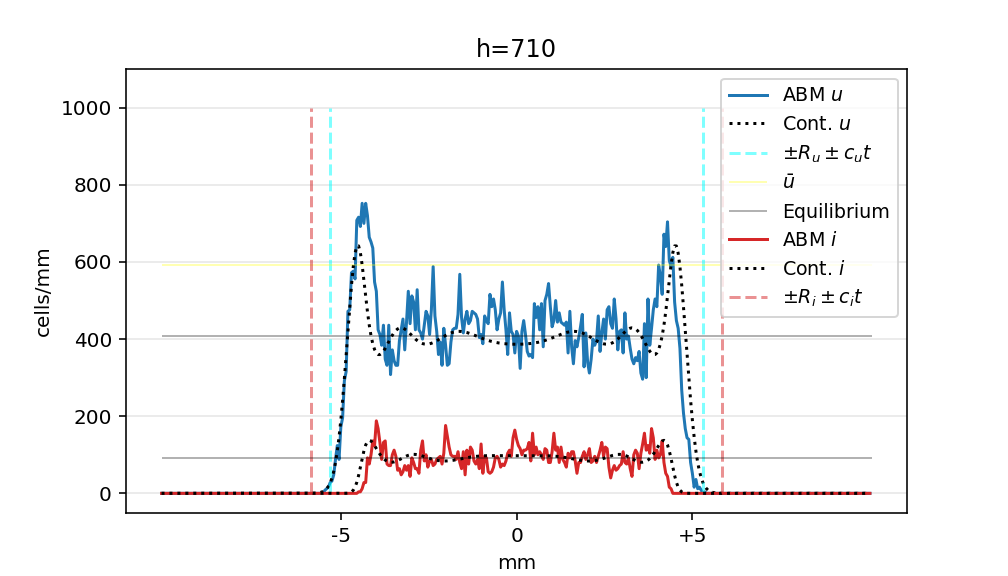 h=710
1000
800
600
400
200
0
cells/mm
-5
0
+5
mm
ABM u
Cont. u
±R_u ± c_u t
ū
Equilibrium
ABM i
Cont. i
±R_i ± c_i t